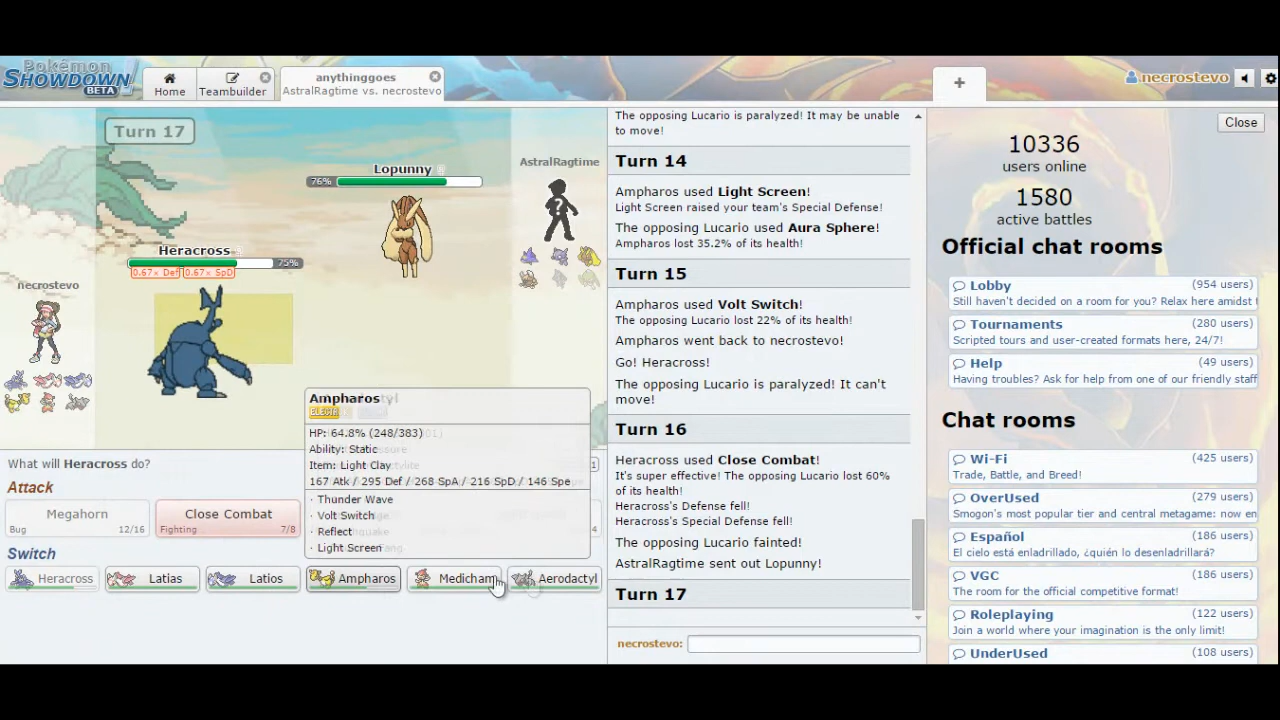 Pokémon
SHOWDOWN
BETA
Home
Teambuilder
anythinggoes
AstralRagtime vs. necrostevo
+
necrostevo
Turn 17
Lopunny
76%
AstralRagtime
Heracross
75%
0.67× Def 0.67× SpD
necrostevo
Ampharos
ELECTR
HP: 64.8% (248/383)
Ability: Static
Item: Light Clay
167 Atk / 215 Def / 268 SpA / 216 SpD / 146 Spe
· Thunder Wave
· Volt Switch
· Reflect
· Light Screen
What will Heracross do?
Attack
Megahorn
Bug 12/16
Close Combat
Fighting 7/8
Switch
Heracross
Latias
Latios
Ampharos
Medicham
Aerodactyl
The opposing Lucario is paralyzed! It may be unable
to move!
Turn 14
Ampharos used Light Screen!
Light Screen raised your team's Special Defense!
The opposing Lucario used Aura Sphere!
Ampharos lost 35.2% of its health!
Turn 15
Ampharos used Volt Switch!
The opposing Lucario lost 22% of its health!
Ampharos went back to necrostevo!
Go! Heracross!
The opposing Lucario is paralyzed! It can't
move!
Turn 16
Heracross used Close Combat!
It's super effective! The opposing Lucario lost 60%
of its health!
Heracross's Defense fell!
Heracross's Special Defense fell!
The opposing Lucario fainted!
AstralRagtime sent out Lopunny!
Turn 17
necrostevo:
Close
10336
users online
1580
active battles
Official chat rooms
Lobby (954 users)
Still haven't decided on a room for you? Relax here amidst t
Tournaments (280 users)
Scripted tours and user-created formats here, 24/7!
Help (49 users)
Having troubles? Ask for help from one of our friendly staff
Chat rooms
Wi-Fi (425 users)
Trade, Battle, and Breed!
OverUsed (279 users)
Smogon's most popular tier and central metagame: now en
Español (186 users)
El cielo está enladrillado, ¿quién lo desenladrillará?
VGC (186 users)
The room for the official competitive format!
Roleplaying (122 users)
Join a world where your imagination is the only limit!
UnderUsed (108 users)